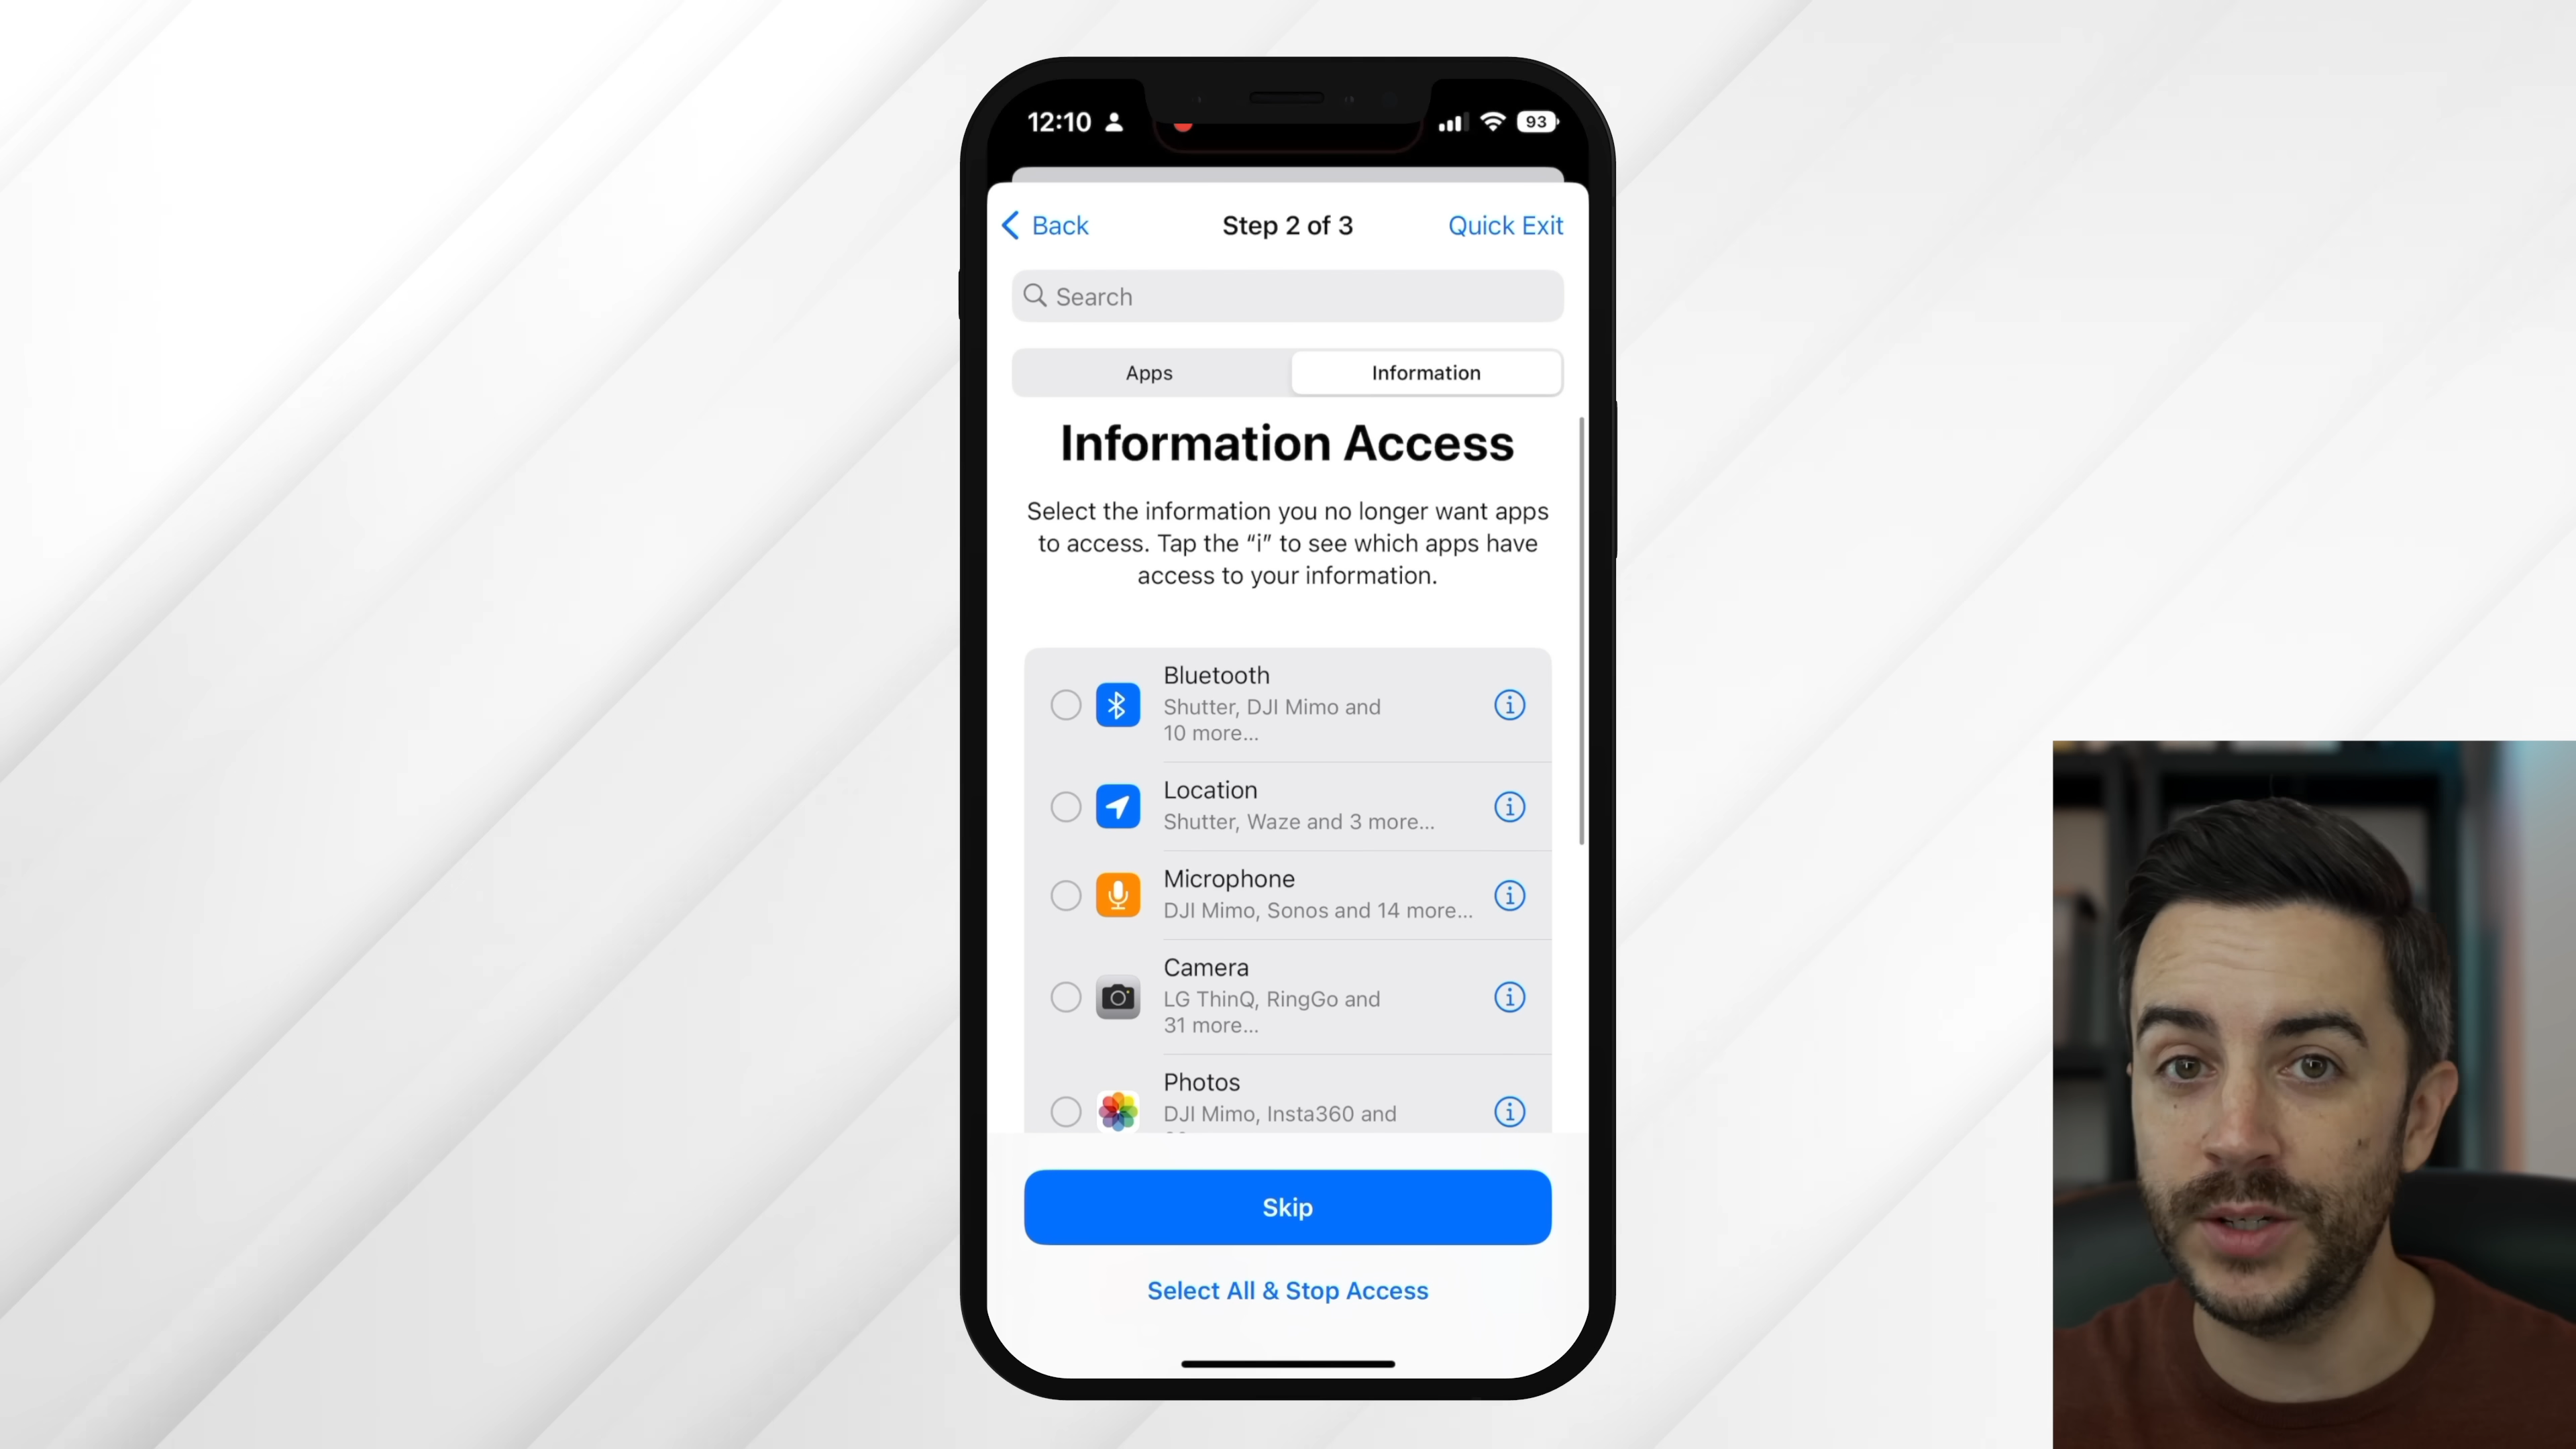 12:10
93
Back
Step 2 of 3
Quick Exit
Search
Apps
Information
Information Access
Select the information you no longer want apps
to access. Tap the “i” to see which apps have
access to your information.
Bluetooth
Shutter, DJI Mimo and
10 more...
Location
Shutter, Waze and 3 more...
Microphone
DJI Mimo, Sonos and 14 more...
Camera
LG ThinQ, RingGo and
31 more...
Photos
DJI Mimo, Insta360 and
Skip
Select All & Stop Access